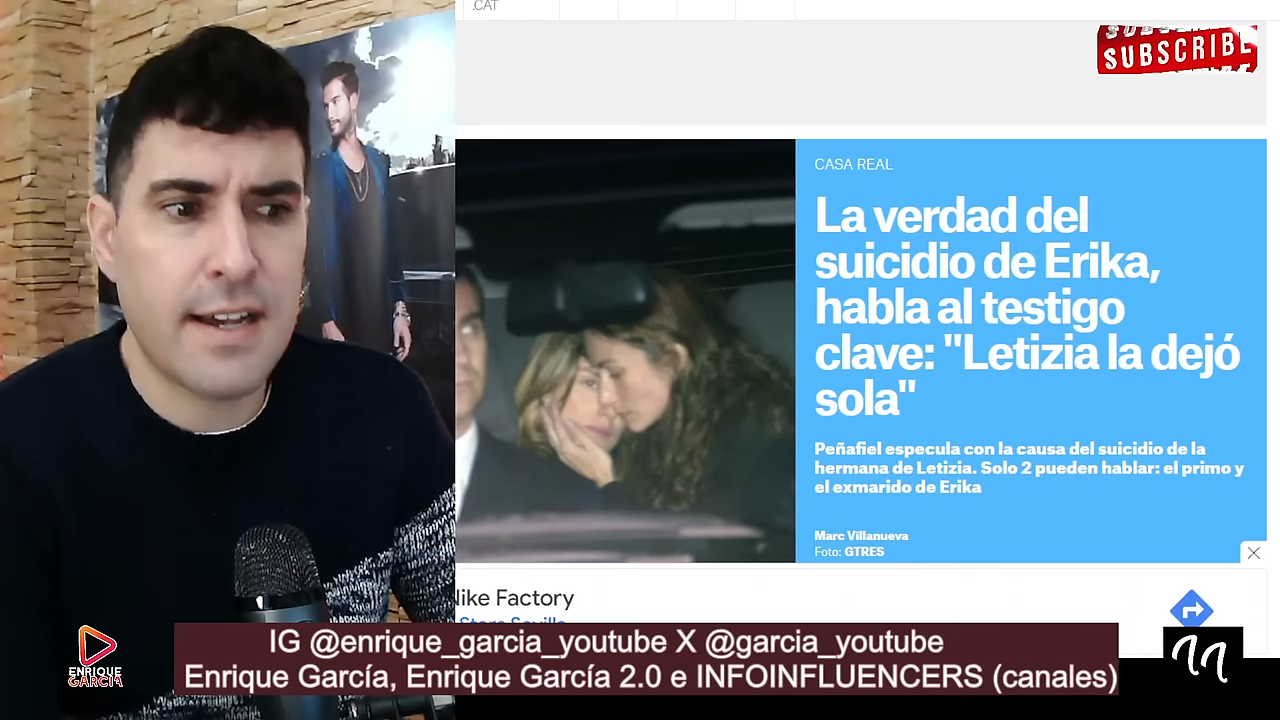 .CAT
SUBSCRIBE
CASA REAL
La verdad del
suicidio de Erika,
habla al testigo
clave: "Letizia la dejó
sola"
Peñafiel especula con la causa del suicidio de la
hermana de Letizia. Solo 2 pueden hablar: el primo y
el exmarido de Erika
Marc Villanueva
Foto: GTRES
Nike Factory
Store Sevilla
IG @enrique_garcia_youtube X @garcia_youtube
Enrique García, Enrique García 2.0 e INFOINFLUENCERS (canales)
ENRIQUE
GARCÍA